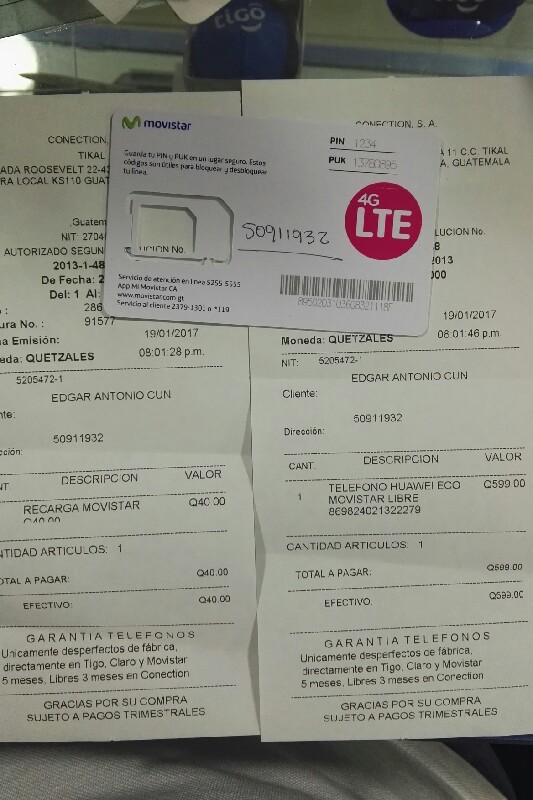 TIGO
movistar
Guarda tu PIN y PUK en un lugar seguro. Estos
códigos son útiles para bloquear y desbloquear
tu línea.
PIN 1234
PUK 13780895
4G
LTE
50911932
Servicio de atención en línea 5255-5555
App Mi Movistar CA
www.movistar.com.gt
Servicio al cliente 2379-1301 o *119
CONECTION,
TIKAL
ADA ROOSEVELT 22-43
RA LOCAL KS110 GUAT
,Guatem
NIT: 2704
AUTORIZADO SEGUN
2013-1-48
De Fecha: 2
Del: 1 Al:
286
ura No. : 91577
19/01/2017
a Emisión:
eda: QUETZALES 08:01:28 p.m.
5205472-1
EDGAR ANTONIO CUN
nte:
50911932
cción:
NT. DESCRIPCION VALOR
RECARGA MOVISTAR Q40.00
Q40.00
NTIDAD ARTICULOS: 1
OTAL A PAGAR: Q40.00
EFECTIVO: Q40.00
GARANTIA TELEFONOS
Unicamente desperfectos de fábrica,
directamente en Tigo, Claro y Movistar
5 meses, Libres 3 meses en Conection
GRACIAS POR SU COMPRA
SUJETO A PAGOS TRIMESTRALES
CONECTION, S. A.
A 11 C.C. TIKAL
A, GUATEMALA
LUCION No.
8
2013
000
19/01/2017
Moneda: QUETZALES 08:01:46 p.m.
NIT: 5205472-1
EDGAR ANTONIO CUN
Cliente:
50911932
Dirección:
CANT. DESCRIPCION VALOR
1 TELEFONO HUAWEI ECO Q599.00
MOVISTAR LIBRE
869824021322279
CANTIDAD ARTICULOS: 1
TOTAL A PAGAR: Q599.00
EFECTIVO: Q599.00
GARANTIA TELEFONOS
Unicamente desperfectos de fábrica,
directamente en Tigo, Claro y Movistar
5 meses, Libres 3 meses en Conection
GRACIAS POR SU COMPRA
SUJETO A PAGOS TRIMESTRALES